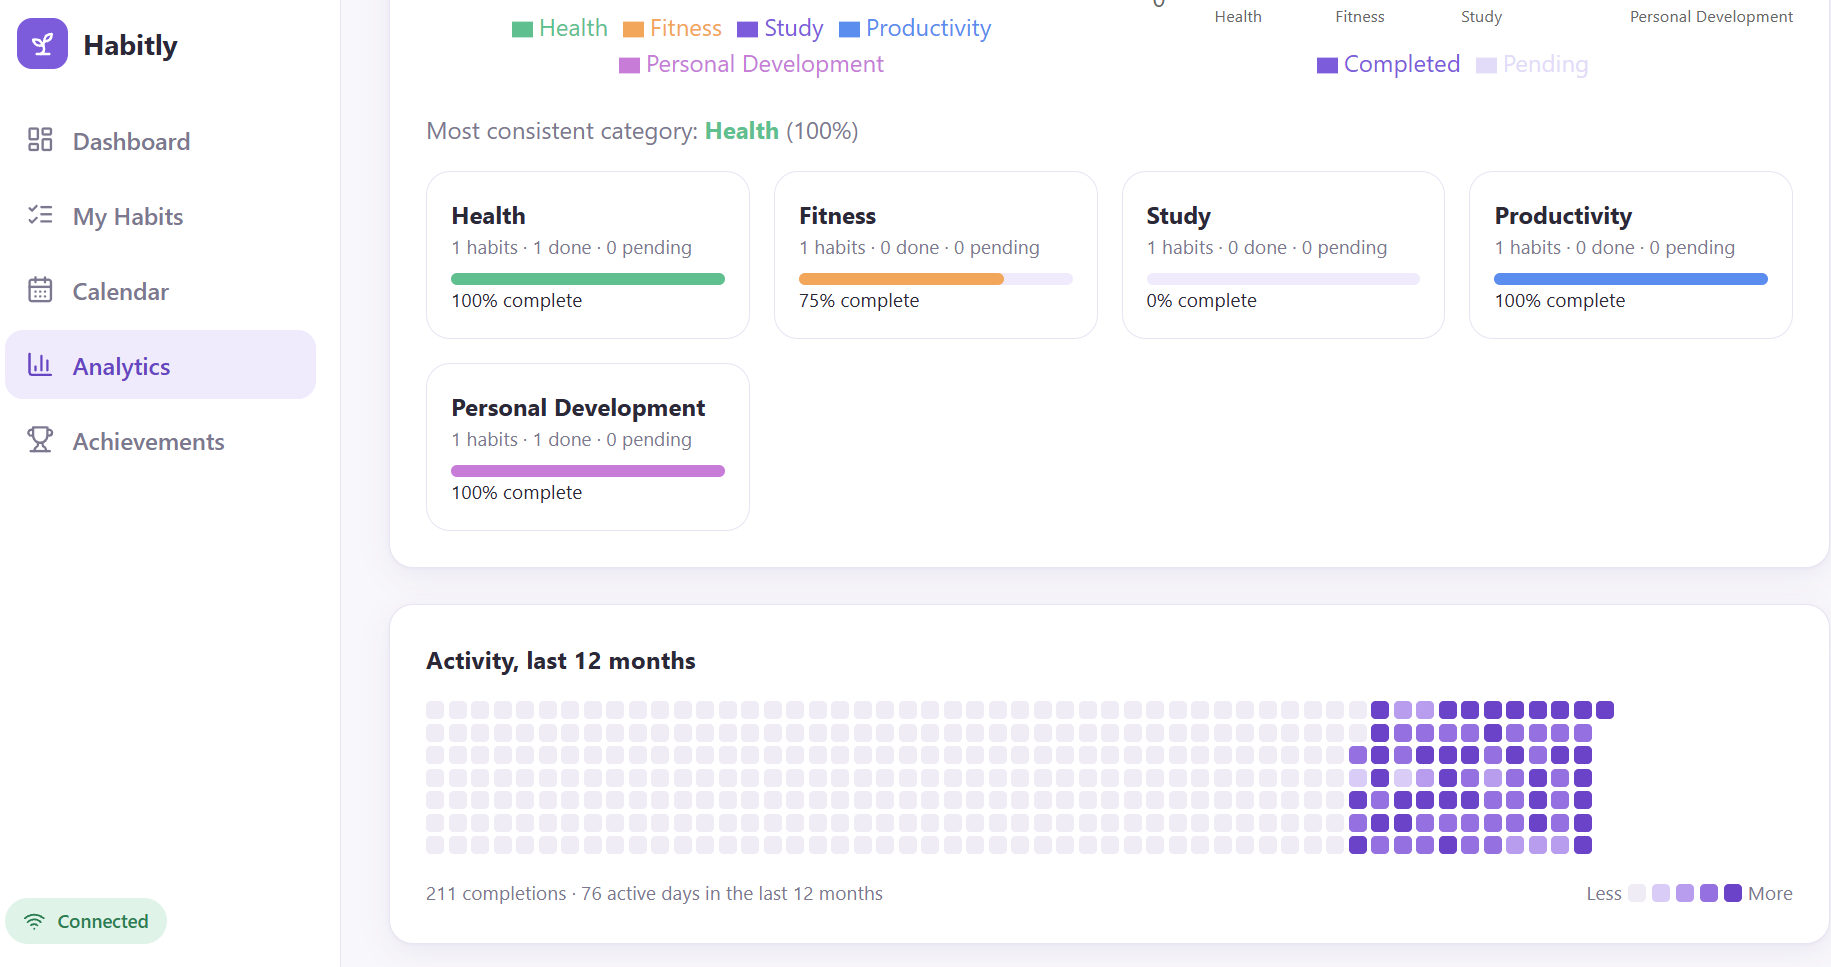 Habitly
Dashboard
My Habits
Calendar
Analytics
Achievements
Connected
Health Fitness Study Productivity
Personal Development
0
Health Fitness Study Personal Development
Completed Pending
Most consistent category: Health (100%)
Health
1 habits · 1 done · 0 pending
100% complete
Fitness
1 habits · 0 done · 0 pending
75% complete
Study
1 habits · 0 done · 0 pending
0% complete
Productivity
1 habits · 0 done · 0 pending
100% complete
Personal Development
1 habits · 1 done · 0 pending
100% complete
Activity, last 12 months
211 completions · 76 active days in the last 12 months
Less More